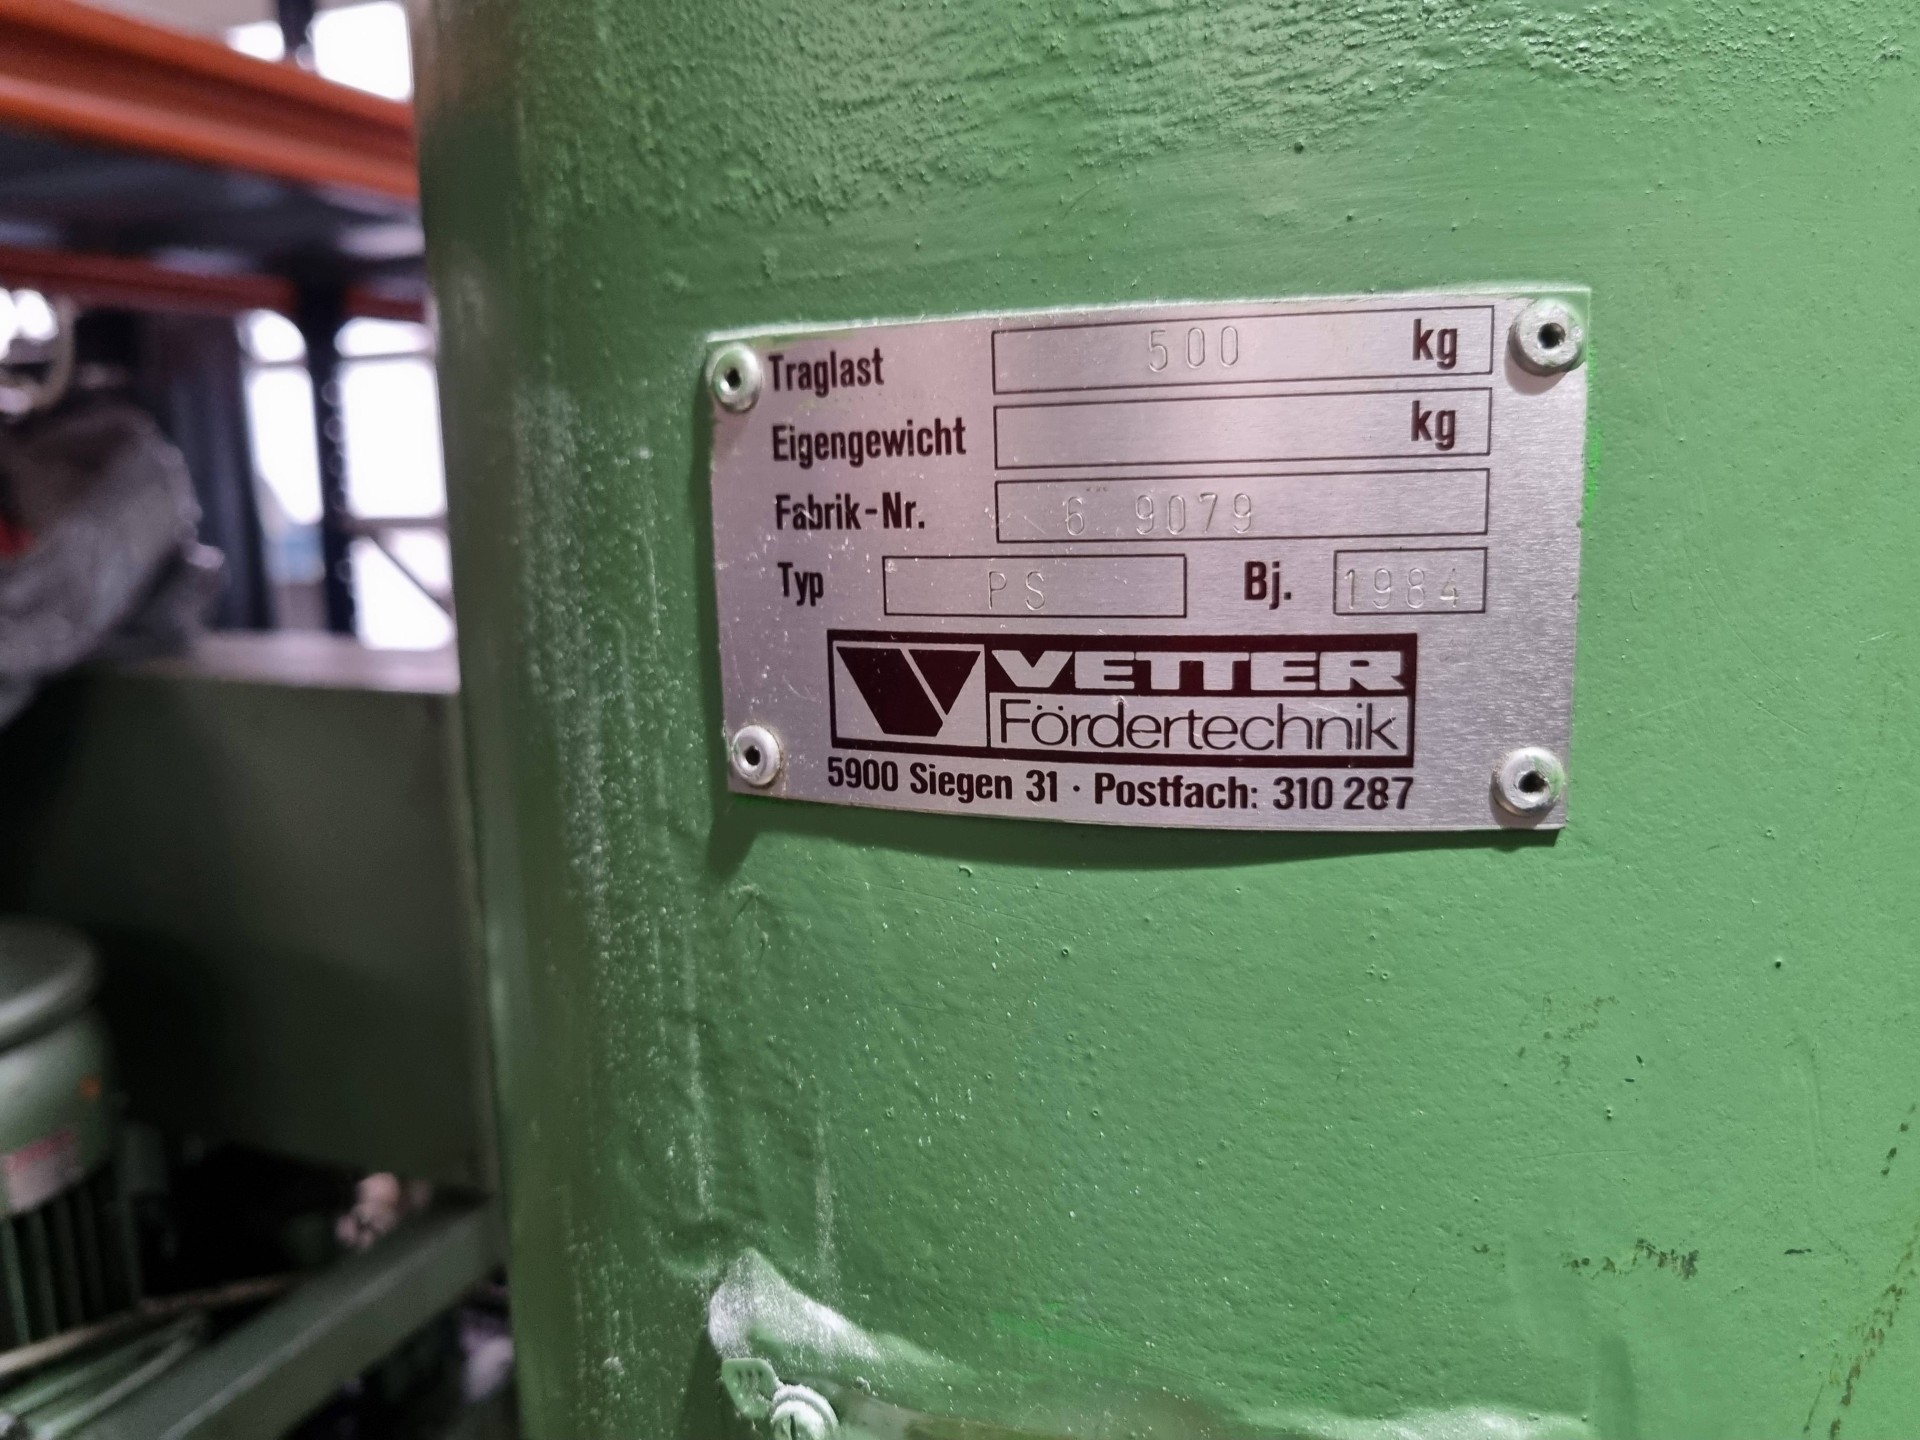 Traglast 500 kg
Eigengewicht kg
Fabrik-Nr. 6 9079
Typ PS Bj. 1984
VETTER
Fördertechnik
5900 Siegen 31 · Postfach: 310 287